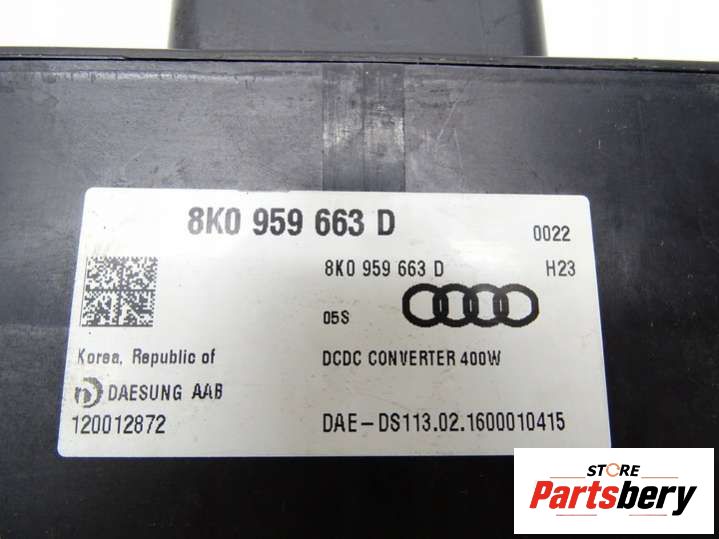 8K0 959 663 D
0022
8K0 959 663 D
H23
05S
Korea, Republic of
DCDC CONVERTER 400W
DAESUNG AAB
120012872
DAE-DS113.02.1600010415
STORE
Partsbery